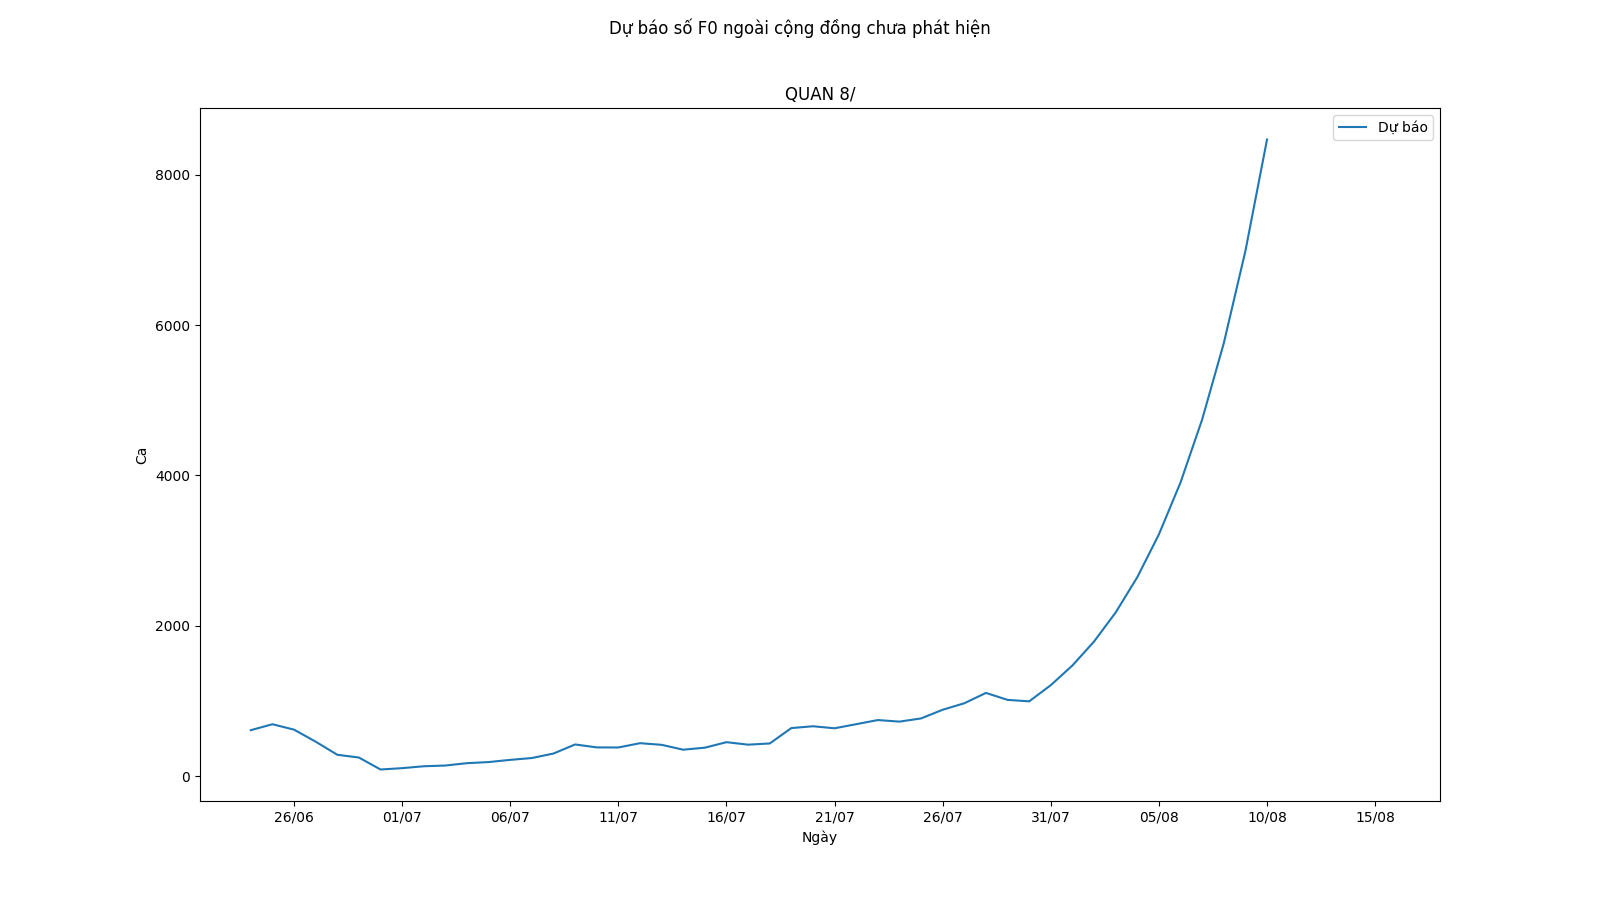 Dự báo số F0 ngoài cộng đồng chưa phát hiện
QUAN 8/
Dự báo
8000
6000
4000
2000
0
Ca
26/06 01/07 06/07 11/07 16/07 21/07 26/07 31/07 05/08 10/08 15/08
Ngày